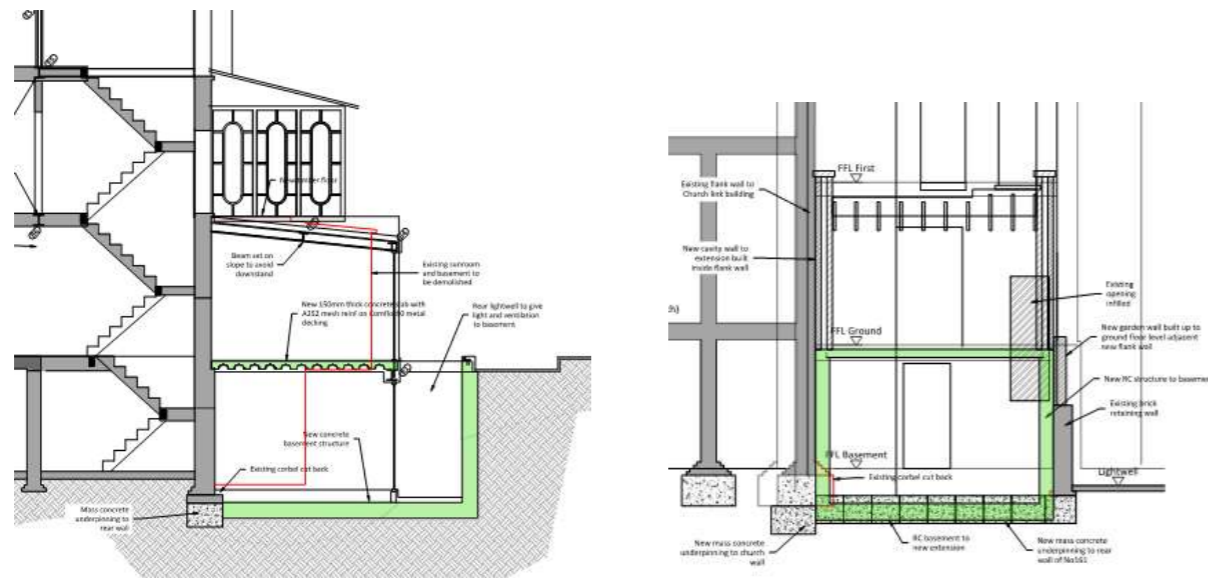 New timber floor
Beam set on
slope to avoid
downstand
Existing sunroom
and basement to
be demolished
New 150mm thick concrete slab with
A252 mesh reinf on Comflor metal
decking
Rear lightwell to give
light and ventilation
to basement
New concrete
basement structure
Existing corbel cut back
Mass concrete
underpinning to
rear wall
FFL First
Existing flank wall to
Church link building
New cavity wall to
extension built
inside flank wall
Existing
opening
infilled
FFL Ground
New garden wall built up to
ground floor level adjacent
new flank wall
New RC structure to basemen
Existing brick
retaining wall
FFL Basement
Existing corbel cut back
Lightwell
New mass concrete
underpinning to church
wall
RC basement to
new extension
New mass concrete
underpinning to rear
wall of No161